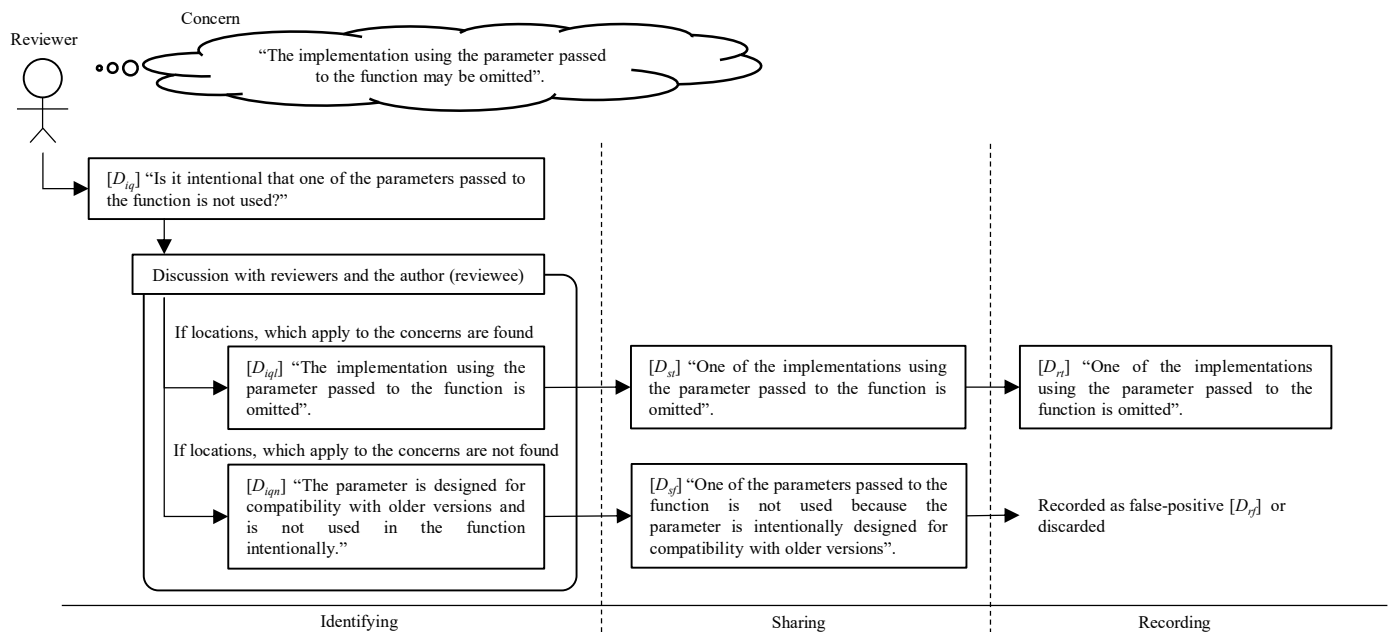 Concern
Reviewer
“The implementation using the parameter passed
to the function may be omitted”.
[Diq] “Is it intentional that one of the parameters passed to
the function is not used?”
Discussion with reviewers and the author (reviewee)
If locations, which apply to the concerns are found
[Diql] “The implementation using the
parameter passed to the function is
omitted”.
[Dst] “One of the implementations using
the parameter passed to the function is
omitted”.
[Drt] “One of the implementations
using the parameter passed to the
function is omitted”.
If locations, which apply to the concerns are not found
[Diqn] “The parameter is designed for
compatibility with older versions and
is not used in the function
intentionally.”
[Dsf] “One of the parameters passed to the
function is not used because the
parameter is intentionally designed for
compatibility with older versions”.
Recorded as false-positive [Drf] or
discarded
Identifying
Sharing
Recording